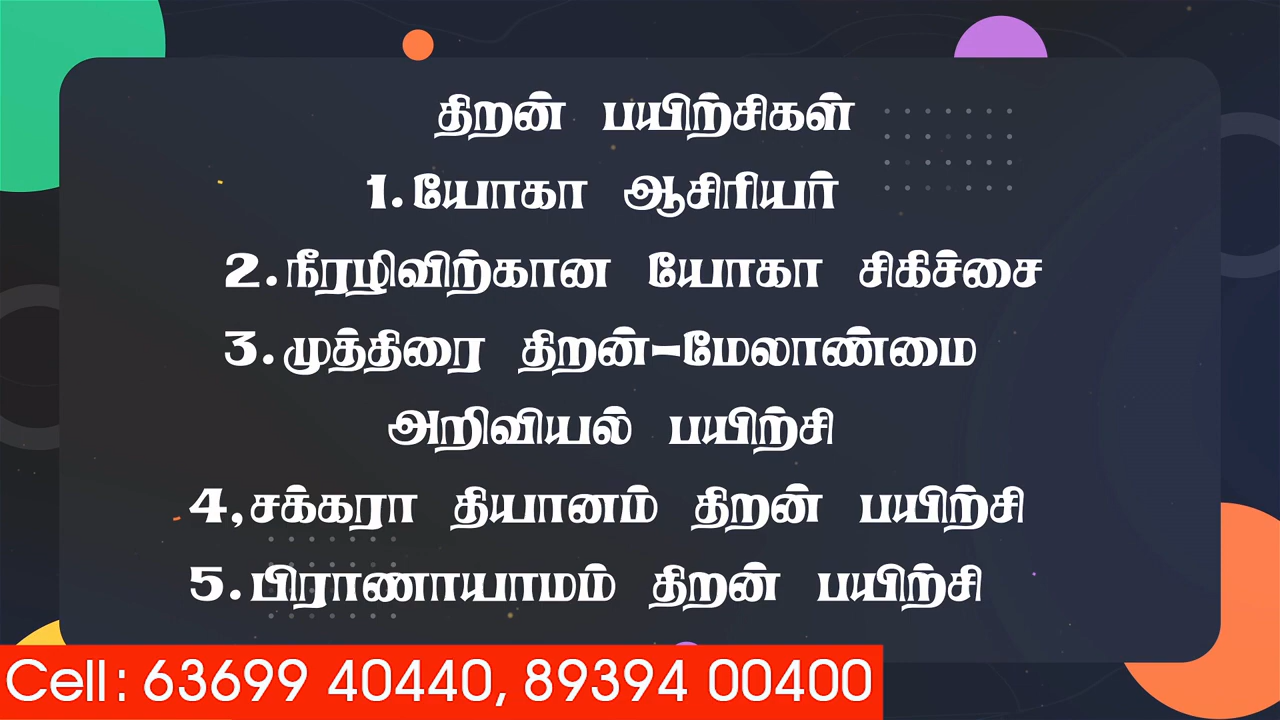 திறன் பயிற்சிகள்
1.யோகா ஆசிரியர்
2.நீரழிவிற்கான யோகா சிகிச்சை
3.முத்திரை திறன்-மேலாண்மை
அறிவியல் பயிற்சி
4,சக்கரா தியானம் திறன் பயிற்சி
5.பிராணாயாமம் திறன் பயிற்சி
Cell : 63699 40440, 89394 00400